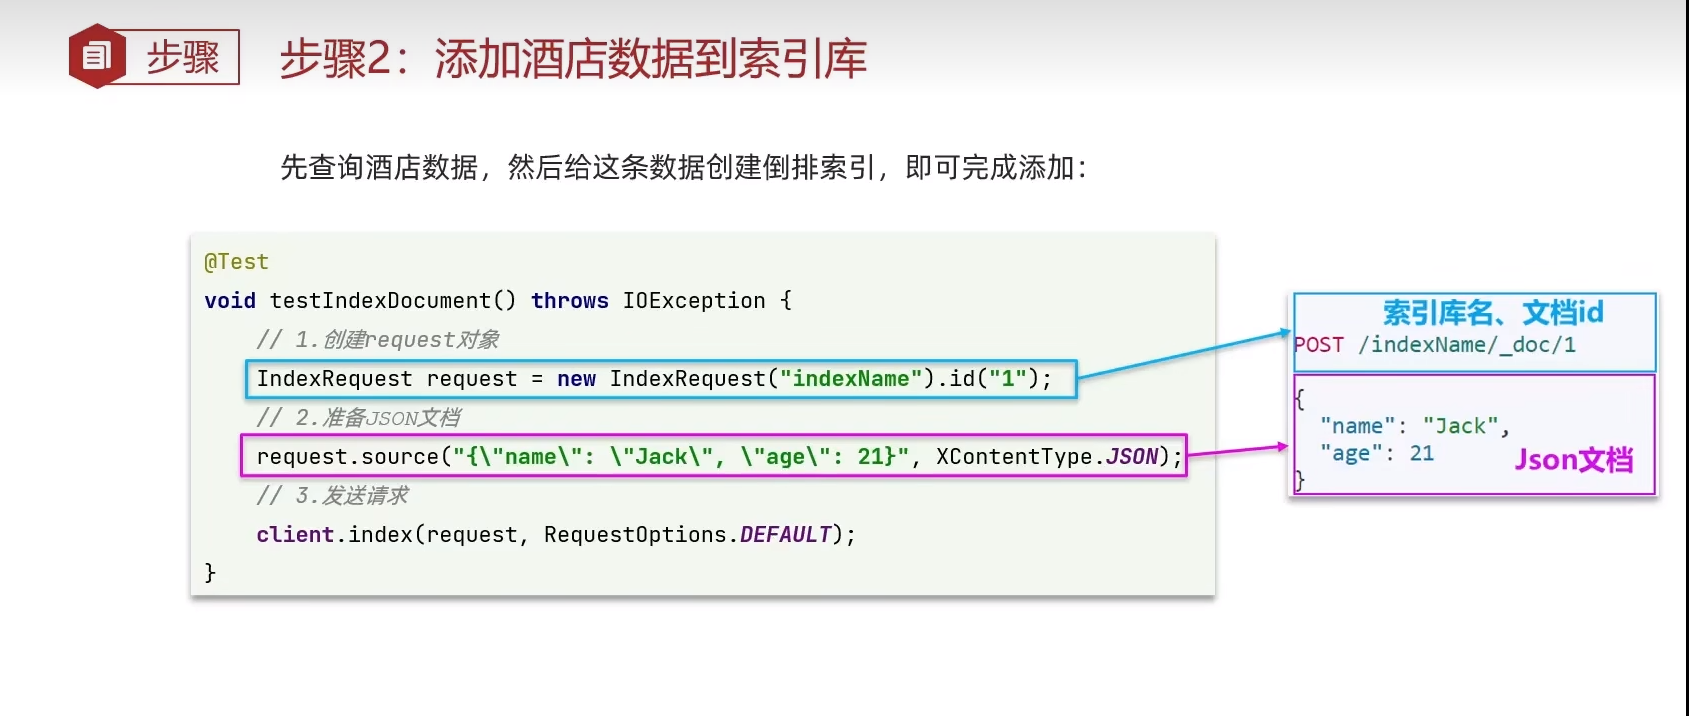 步骤
步骤2：添加酒店数据到索引库
先查询酒店数据，然后给这条数据创建倒排索引，即可完成添加：
@Test
void testIndexDocument() throws IOException {
// 1.创建request对象
IndexRequest request = new IndexRequest("indexName").id("1");
// 2.准备JSON文档
request.source("{\"name\": \"Jack\", \"age\": 21}", XContentType.JSON);
// 3.发送请求
client.index(request, RequestOptions.DEFAULT);
}
索引库名、文档id
POST /indexName/_doc/1
{
"name": "Jack",
"age": 21
Json文档
}